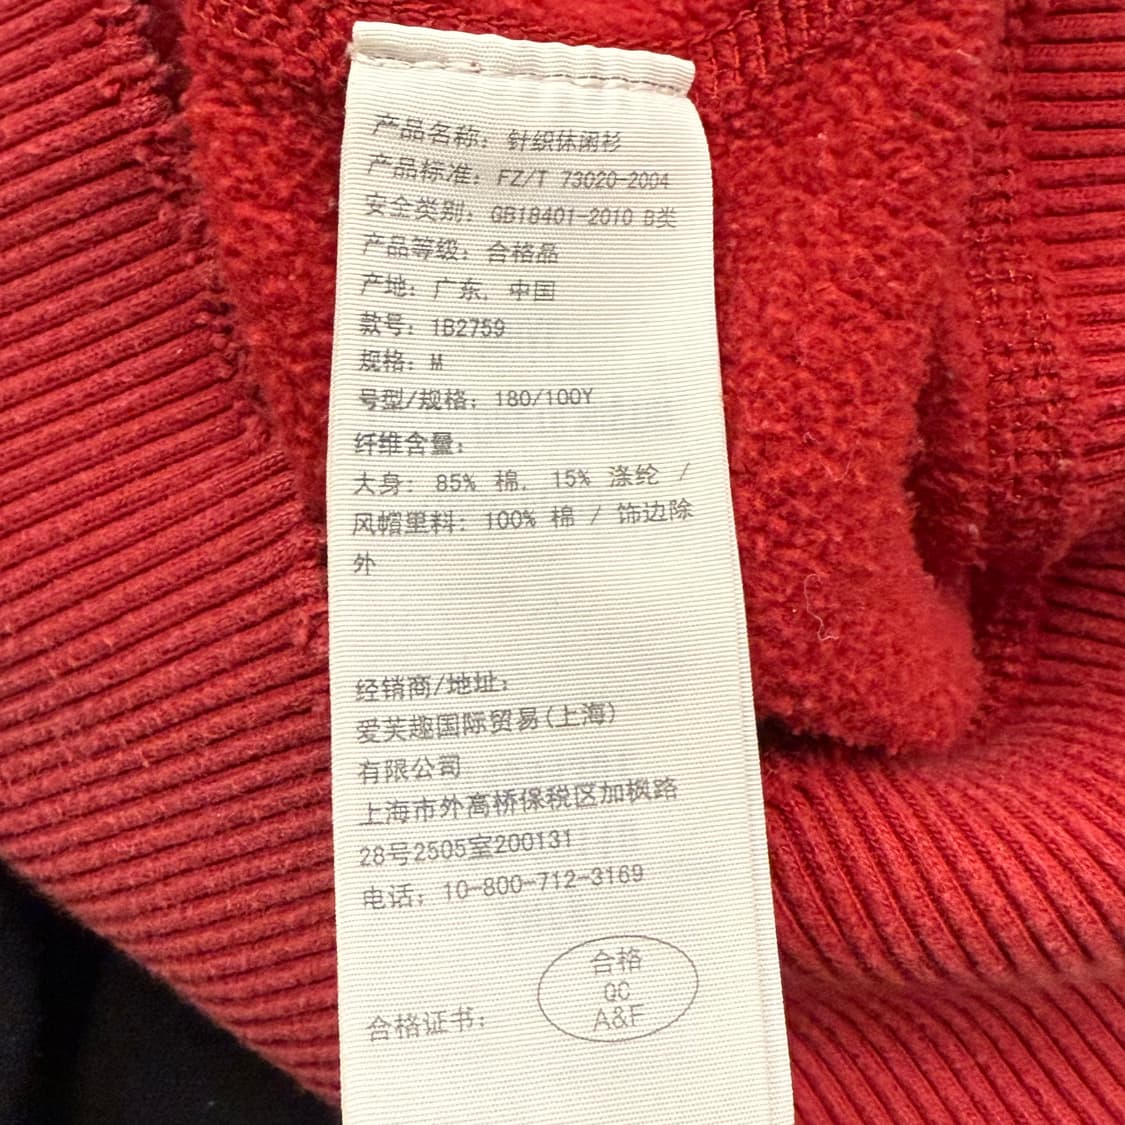 产品名称: 针织休闲衫
产品标准: FZ/T 73020-2004
安全类别: GB18401-2010 B类
产品等级: 合格品
产地: 广东, 中国
款号: 1B2759
规格: M
号型/规格: 180/100Y
纤维含量:
大身: 85% 棉, 15% 涤纶 /
风帽里料: 100% 棉 / 饰边除
外
经销商/地址:
爱芙趣国际贸易(上海)
有限公司
上海市外高桥保税区加枫路
28号2505室200131
电话: 10-800-712-3169
合格
QC
A&F
合格证书: